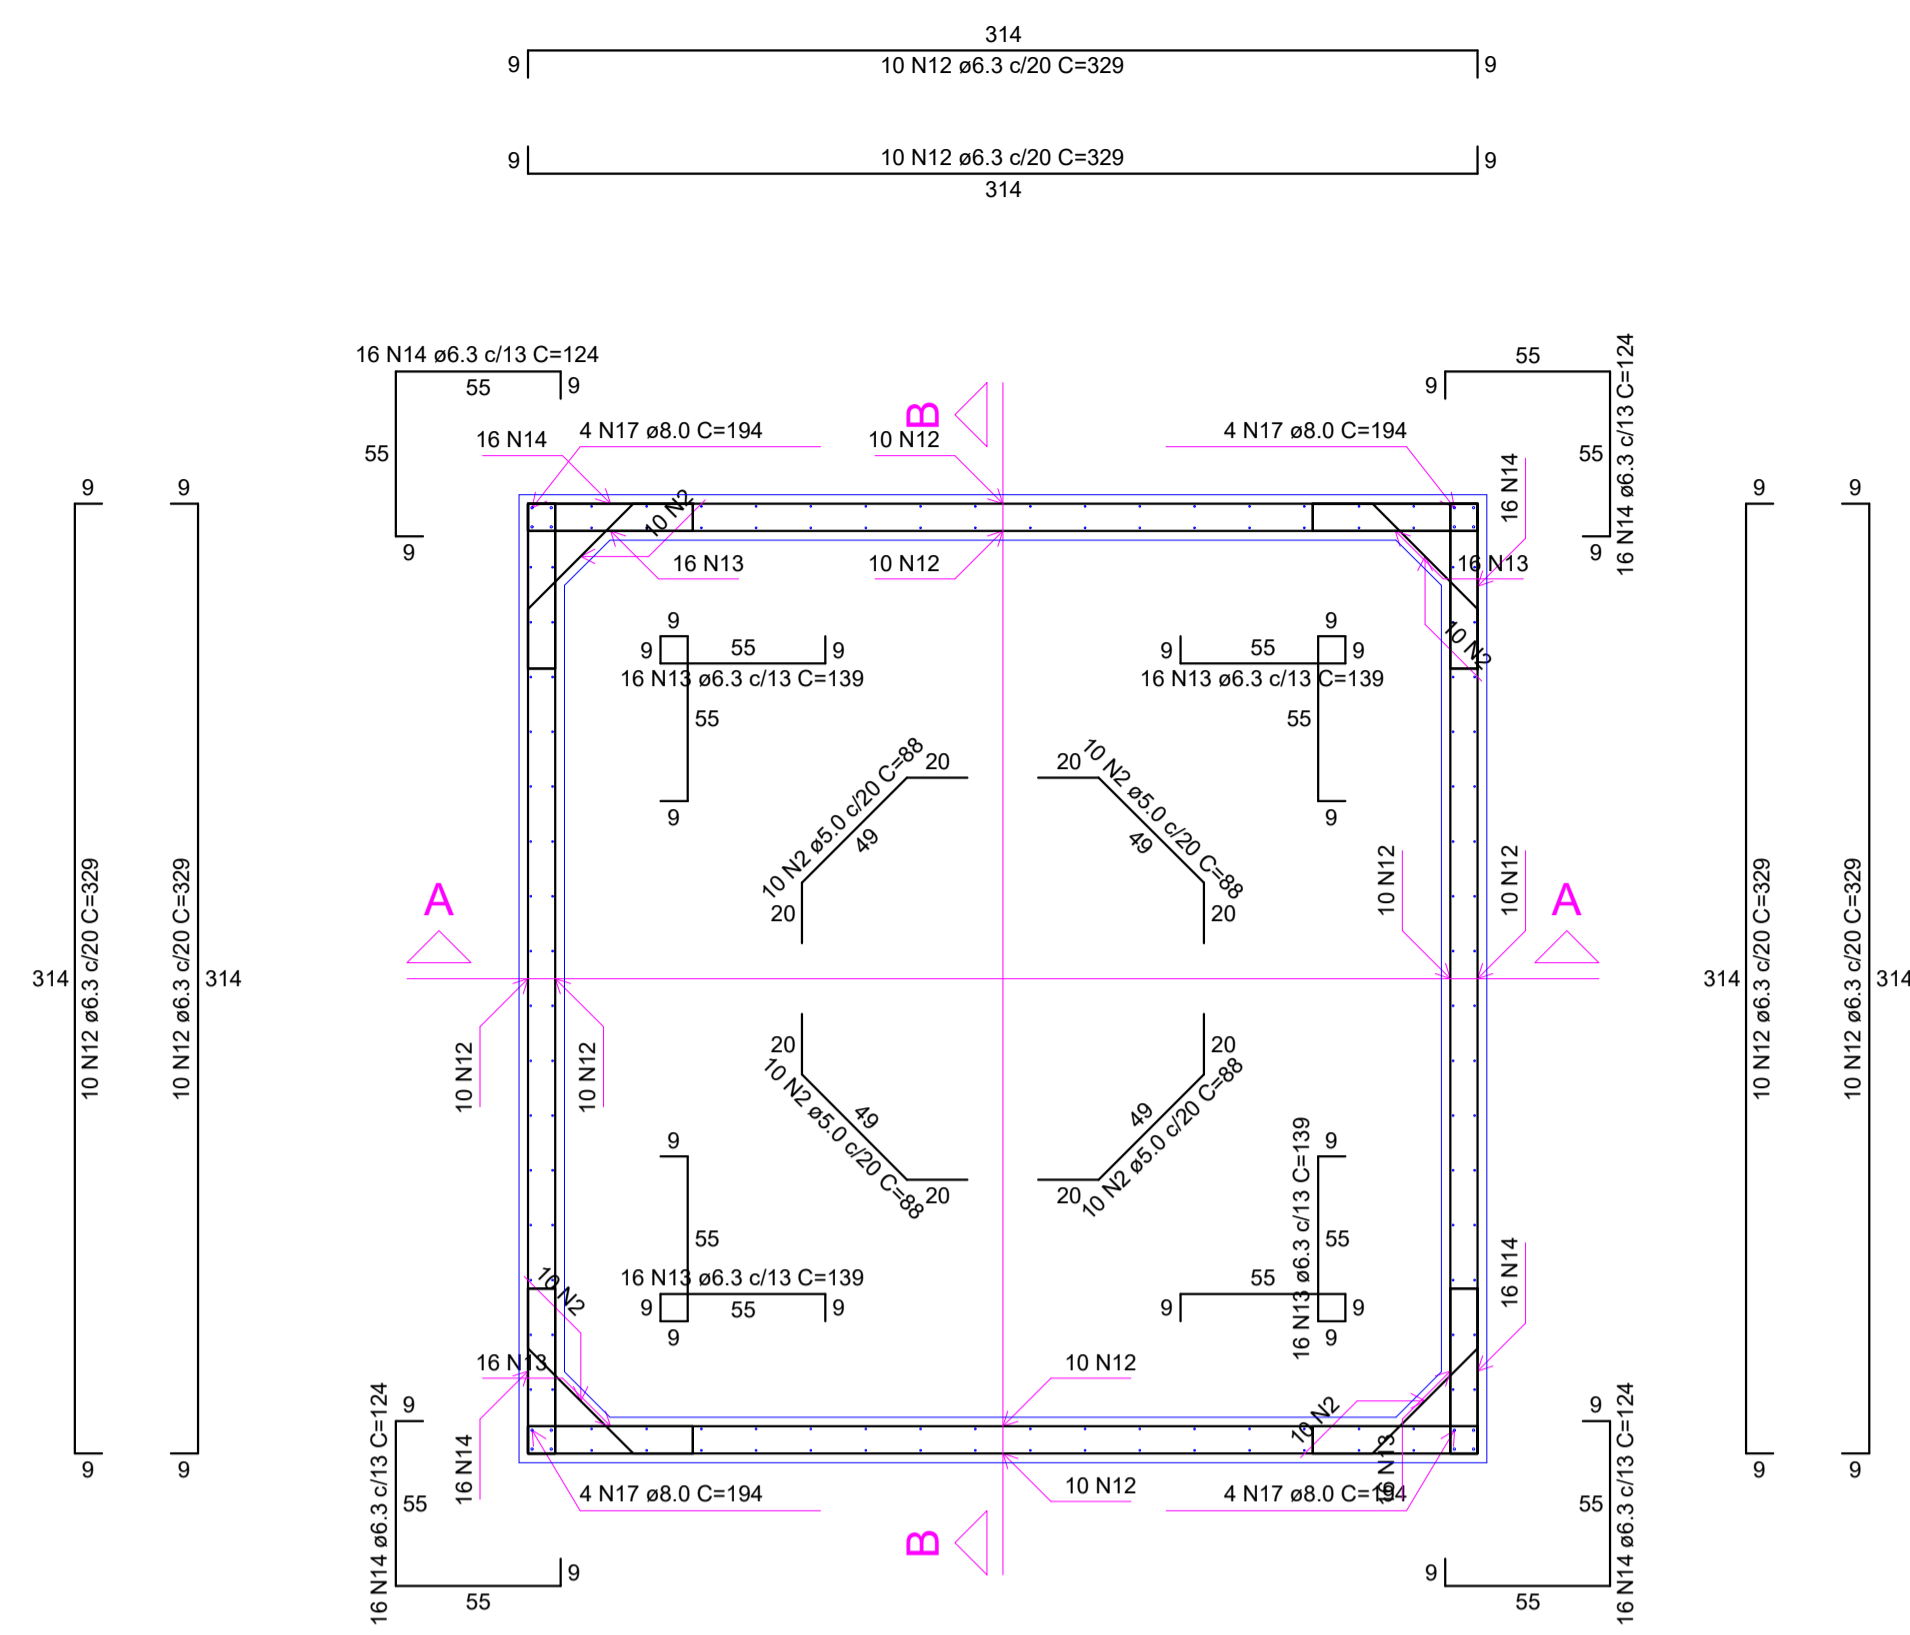 314
9
10 N12 ø6.3 c/20 C=329
9
9
10 N12 ø6.3 c/20 C=329
9
314
16 N14 ø6.3 c/13 C=124
55
9
55
9
55
9
55
9
16 N14 ø6.3 c/13 C=124
B
16 N14
4 N17 ø8.0 C=194
10 N12
4 N17 ø8.0 C=194
16 N14
10 N2
16 N13
10 N12
16 N13
10 N2
9
9
314
10 N12 ø6.3 c/20 C=329
10 N12 ø6.3 c/20 C=329
314
9
9
9
9
314
10 N12 ø6.3 c/20 C=329
10 N12 ø6.3 c/20 C=329
314
9
9
9
9
55
9
16 N13 ø6.3 c/13 C=139
55
9
9
9
55
9
16 N13 ø6.3 c/13 C=139
55
9
10 N2 ø5.0 c/20 C=88
20
49
20
20
10 N2 ø5.0 c/20 C=88
49
20
A
A
10 N12
10 N12
10 N12
10 N12
20
10 N2 ø5.0 c/20 C=88
49
20
20
49
10 N2 ø5.0 c/20 C=88
20
9
55
16 N13 ø6.3 c/13 C=139
9
55
9
9
16 N13 ø6.3 c/13 C=139
9
55
55
9
9
9
16 N14
10 N2
16 N13
10 N12
10 N2
16 N13
16 N14
16 N14 ø6.3 c/13 C=124
9
55
9
55
4 N17 ø8.0 C=194
10 N12
4 N17 ø8.0 C=194
B
9
55
16 N14 ø6.3 c/13 C=124
9
55